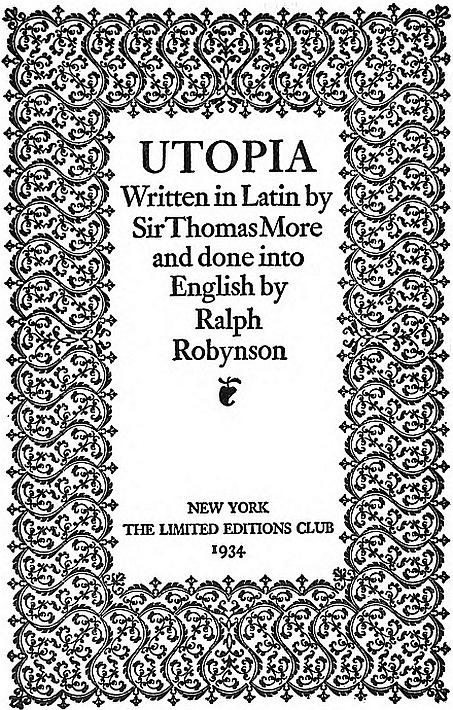 UTOPIA
Written in Latin by
Sir Thomas More
and done into
English by
Ralph
Robynson
NEW YORK
THE LIMITED EDITIONS CLUB
1934